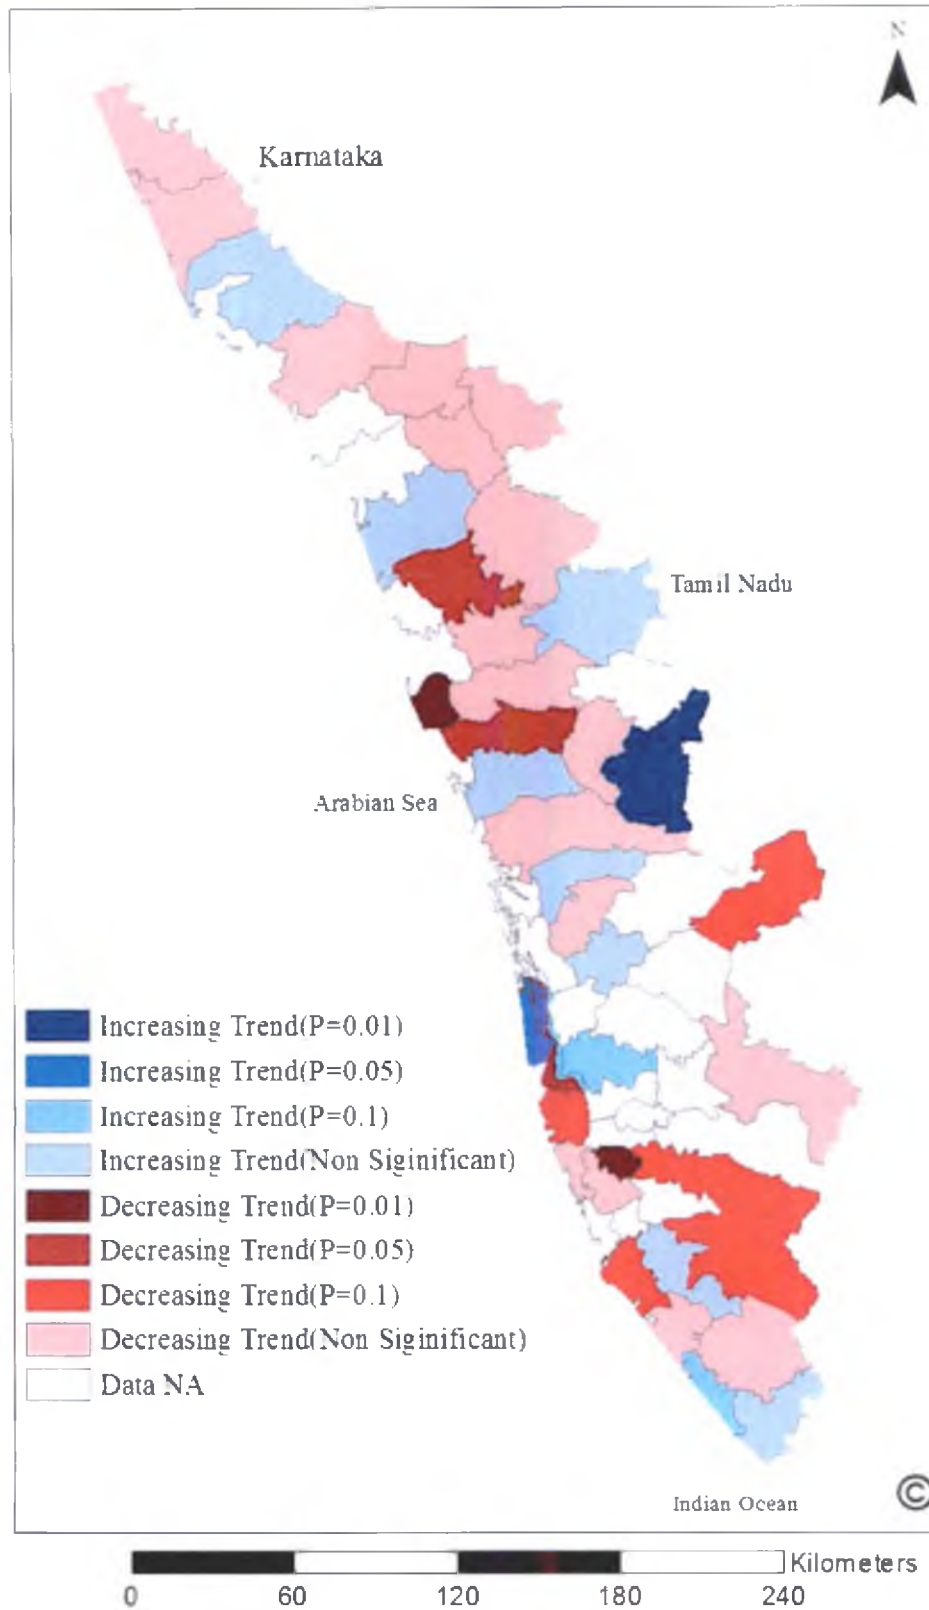 N
Karnataka
Tamil Nadu
Arabian Sea
Increasing Trend(P=0.01)
Increasing Trend(P=0.05)
Increasing Trend(P=0.1)
Increasing Trend(Non Siginificant)
Decreasing Trend(P=0.01)
Decreasing Trend(P=0.05)
Decreasing Trend(P=0.1)
Decreasing Trend(Non Siginificant)
Data NA
©
Indian Ocean
Kilometers
0 60 120 180 240